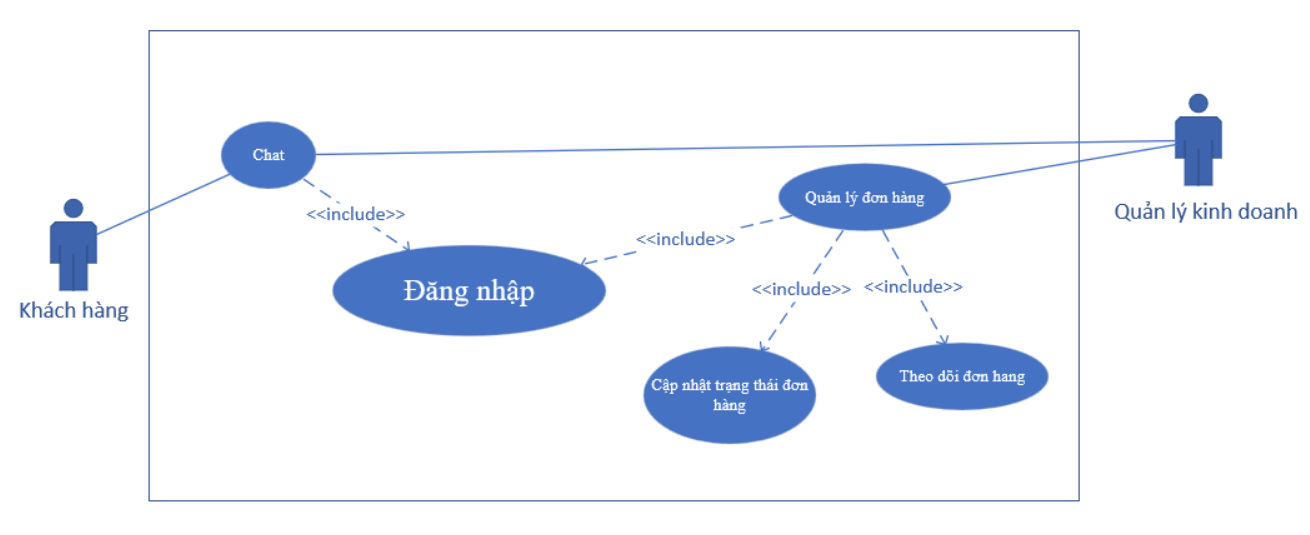 Chat
Quản lý đơn hàng
Quản lý kinh doanh
<<include>>
<<include>>
Đăng nhập
<<include>>
<<include>>
Khách hàng
Cập nhật trạng thái đơn
hàng
Theo dõi đơn hang